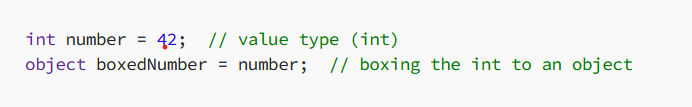 int number = 42;  // value type (int)
object boxedNumber = number;  // boxing the int to an object